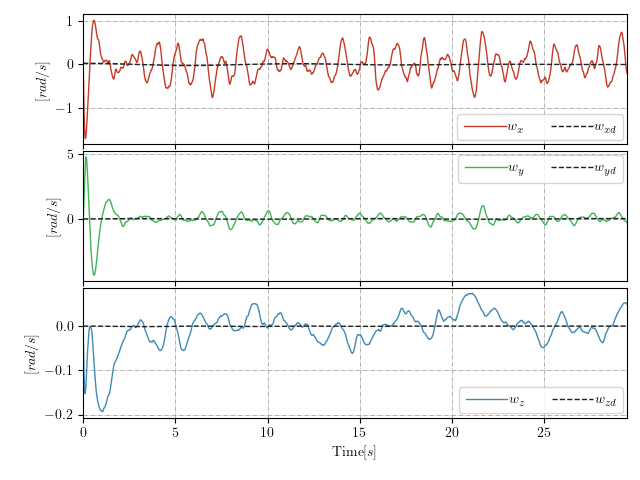 1
0
−1
[rad/s]
w_x w_xd
5
0
[rad/s]
w_y w_yd
0.0
−0.1
−0.2
[rad/s]
w_z w_zd
0 5 10 15 20 25
Time[s]